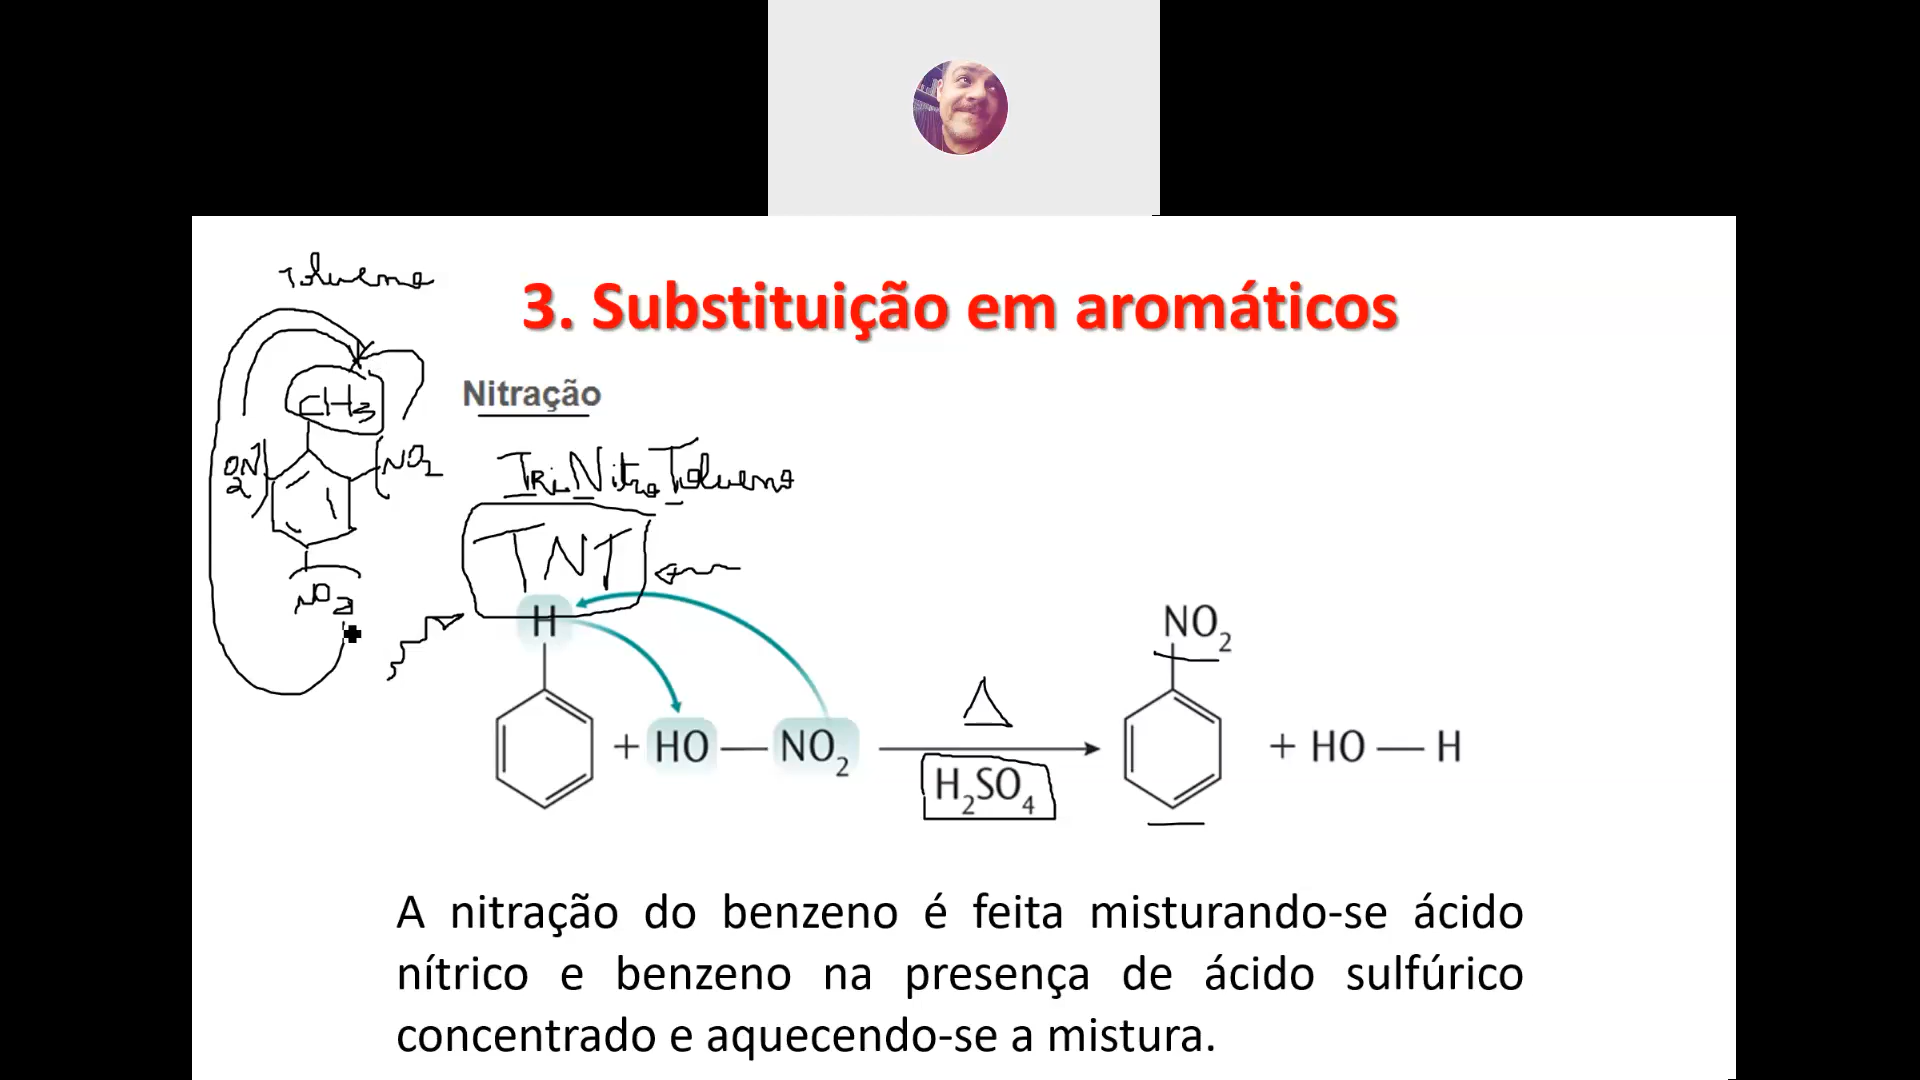 Tolueno
3. Substituição em aromáticos
CH3
Nitração
O2N
NO2
TRiNitroTolueno
TNT
NO2
H
NO2
+ HO — NO2
Δ
H2SO4
+ HO — H
A nitração do benzeno é feita misturando-se ácido
nítrico e benzeno na presença de ácido sulfúrico
concentrado e aquecendo-se a mistura.